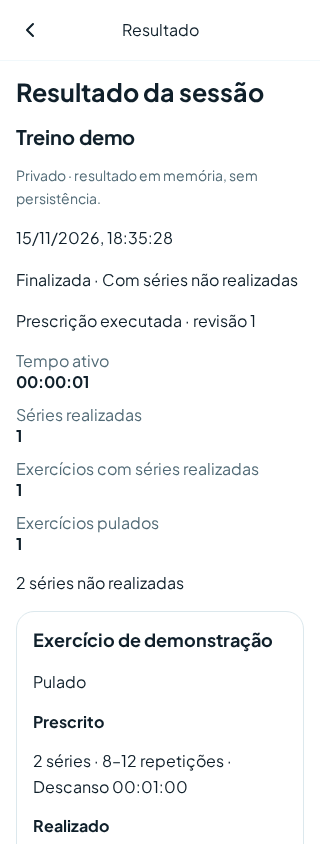 Resultado
Resultado da sessão
Treino demo
Privado · resultado em memória, sem
persistência.
15/11/2026, 18:35:28
Finalizada · Com séries não realizadas
Prescrição executada · revisão 1
Tempo ativo
00:00:01
Séries realizadas
1
Exercícios com séries realizadas
1
Exercícios pulados
1
2 séries não realizadas
Exercício de demonstração
Pulado
Prescrito
2 séries · 8–12 repetições ·
Descanso 00:01:00
Realizado